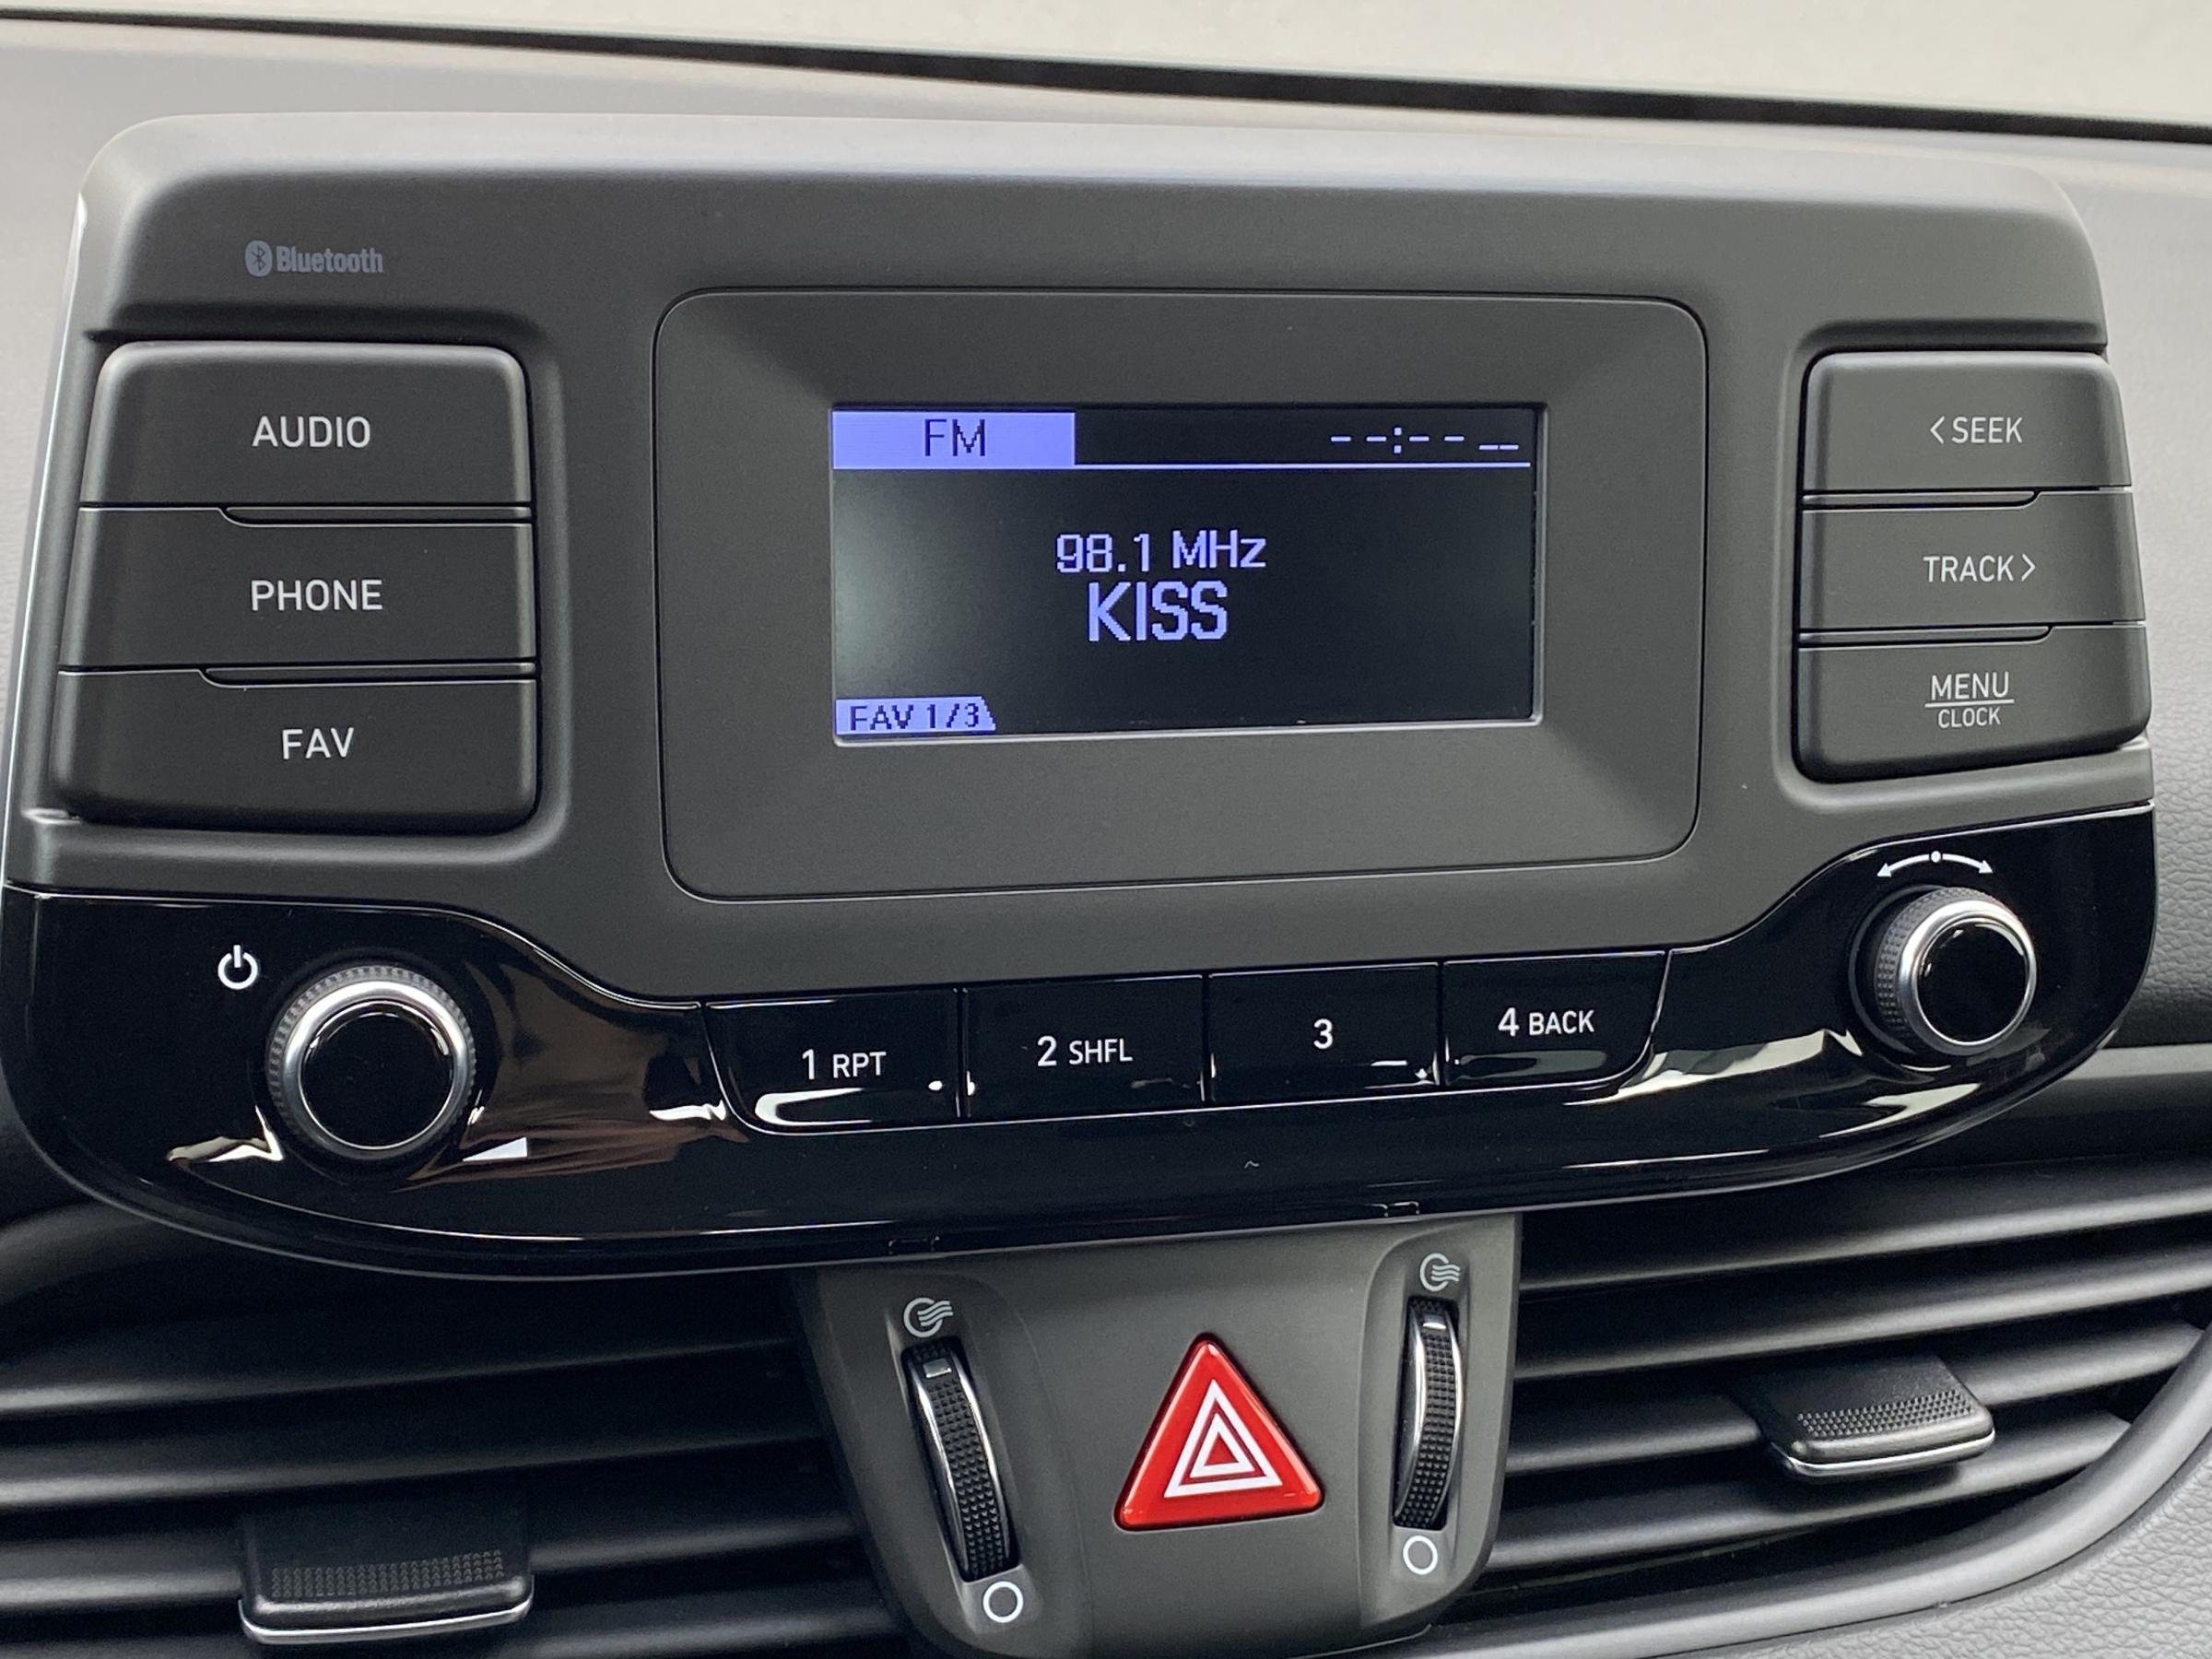 Bluetooth
AUDIO
PHONE
FAV
FM
--:-- __
98.1 MHz
KISS
FAV 1/3
<SEEK
TRACK>
MENU
CLOCK
1 RPT
2 SHFL
3
4 BACK